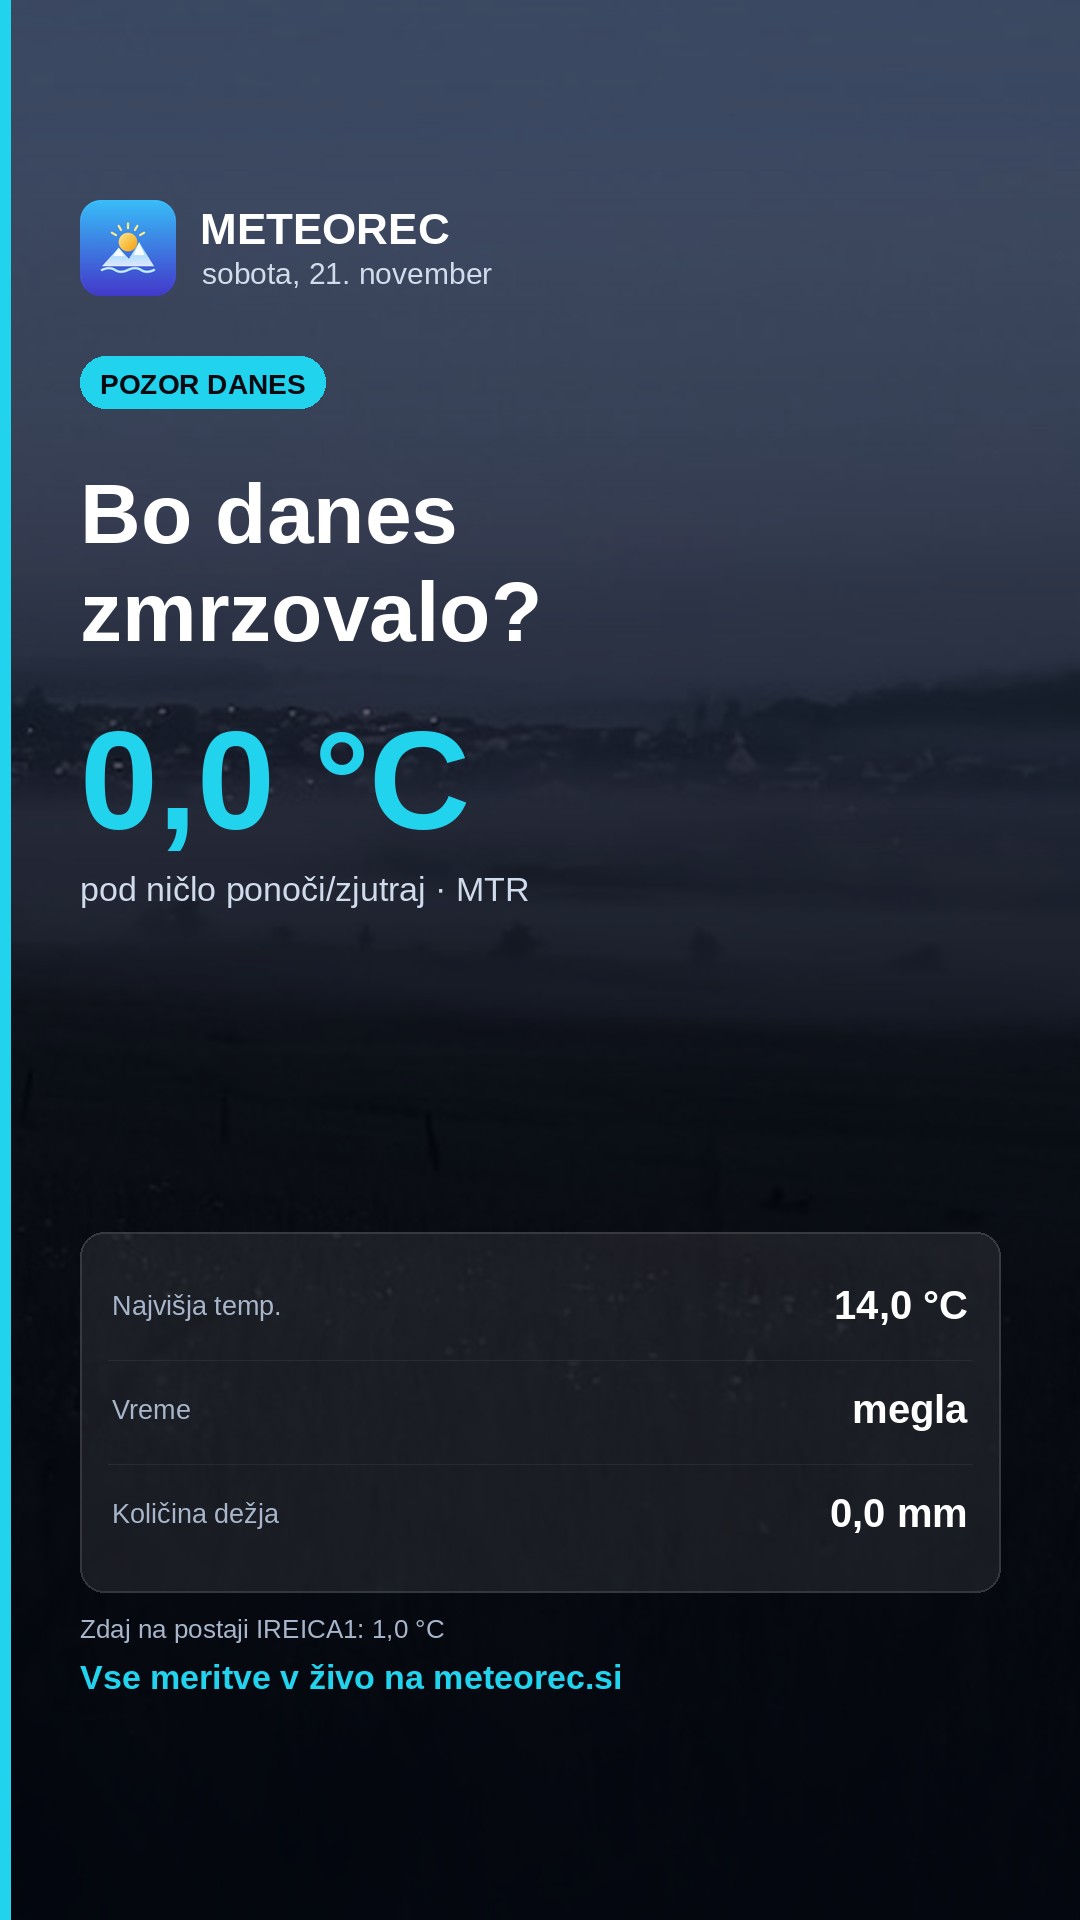 METEOREC
sobota, 21. november
POZOR DANES
Bo danes
zmrzovalo?
0,0 °C
pod ničlo ponoči/zjutraj · MTR
Najvišja temp.
14,0 °C
Vreme
megla
Količina dežja
0,0 mm
Zdaj na postaji IREICA1: 1,0 °C
Vse meritve v živo na meteorec.si